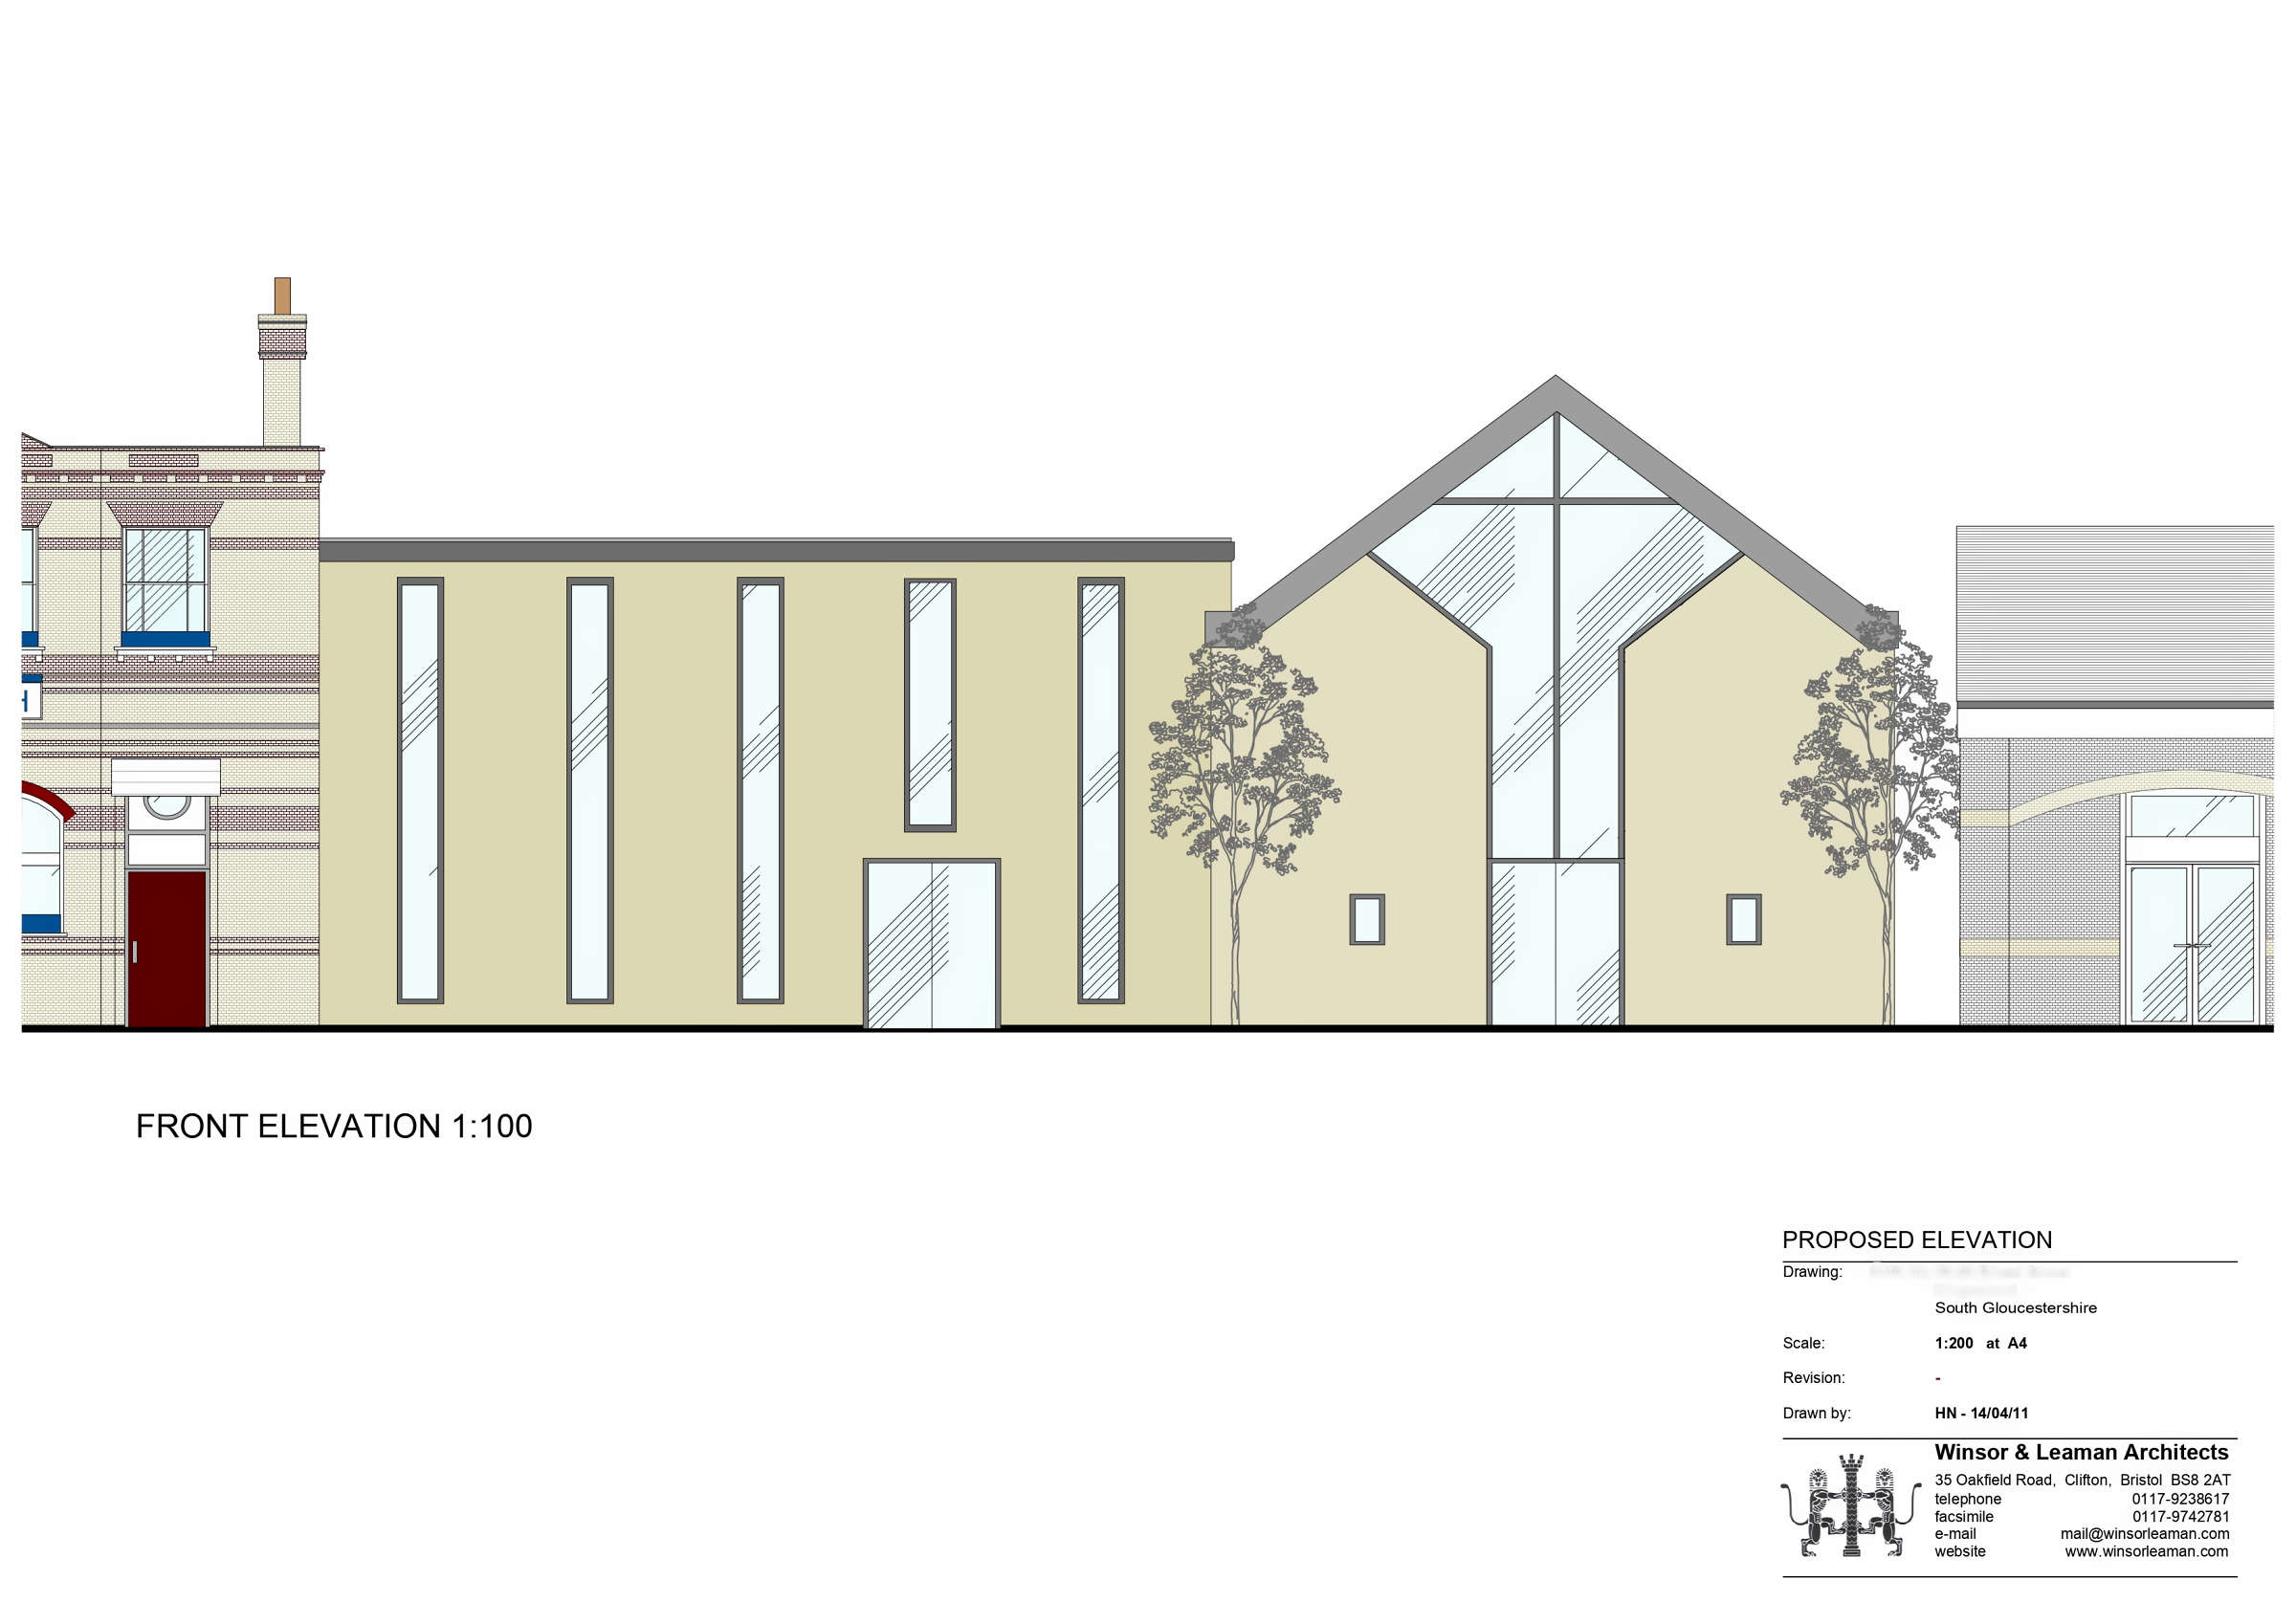 H
FRONT ELEVATION 1:100
PROPOSED ELEVATION
Drawing:
South Gloucestershire
Scale: 1:200 at A4
Revision: -
Drawn by: HN - 14/04/11
Winsor & Leaman Architects
35 Oakfield Road, Clifton, Bristol BS8 2AT
telephone 0117-9238617
facsimile 0117-9742781
e-mail mail@winsorleaman.com
website www.winsorleaman.com